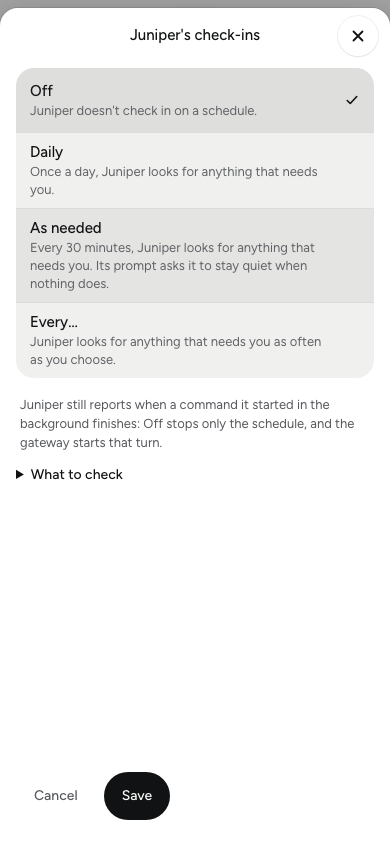 Juniper's check-ins
Off
Juniper doesn't check in on a schedule.
Daily
Once a day, Juniper looks for anything that needs
you.
As needed
Every 30 minutes, Juniper looks for anything that
needs you. Its prompt asks it to stay quiet when
nothing does.
Every...
Juniper looks for anything that needs you as often
as you choose.
Juniper still reports when a command it started in the
background finishes: Off stops only the schedule, and the
gateway starts that turn.
What to check
Cancel
Save